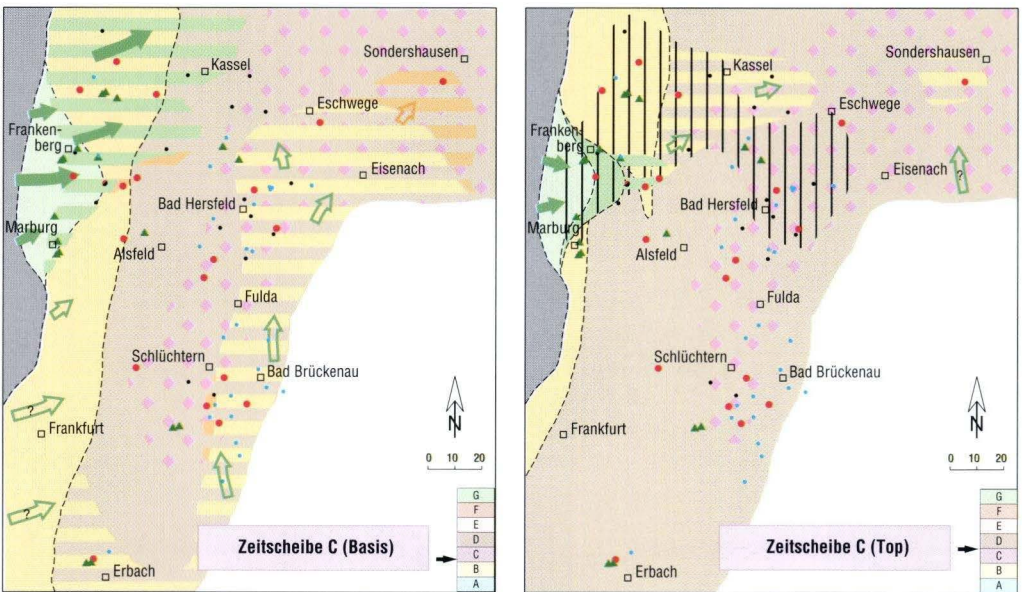 Sondershausen
Kassel
Eschwege
Franken-
berg
Eisenach
Bad Hersfeld
Marburg
Alsfeld
Fulda
Schlüchtern
Bad Brückenau
?
Frankfurt
N
0 10 20
?
G
F
E
D
C
B
A
Zeitscheibe C (Basis)
Erbach
Sondershausen
Kassel
Eschwege
Franken-
berg
Eisenach
?
Bad Hersfeld
Marburg
Alsfeld
Fulda
Schlüchtern
Bad Brückenau
Frankfurt
N
0 10 20
G
F
E
D
C
B
A
Zeitscheibe C (Top)
Erbach